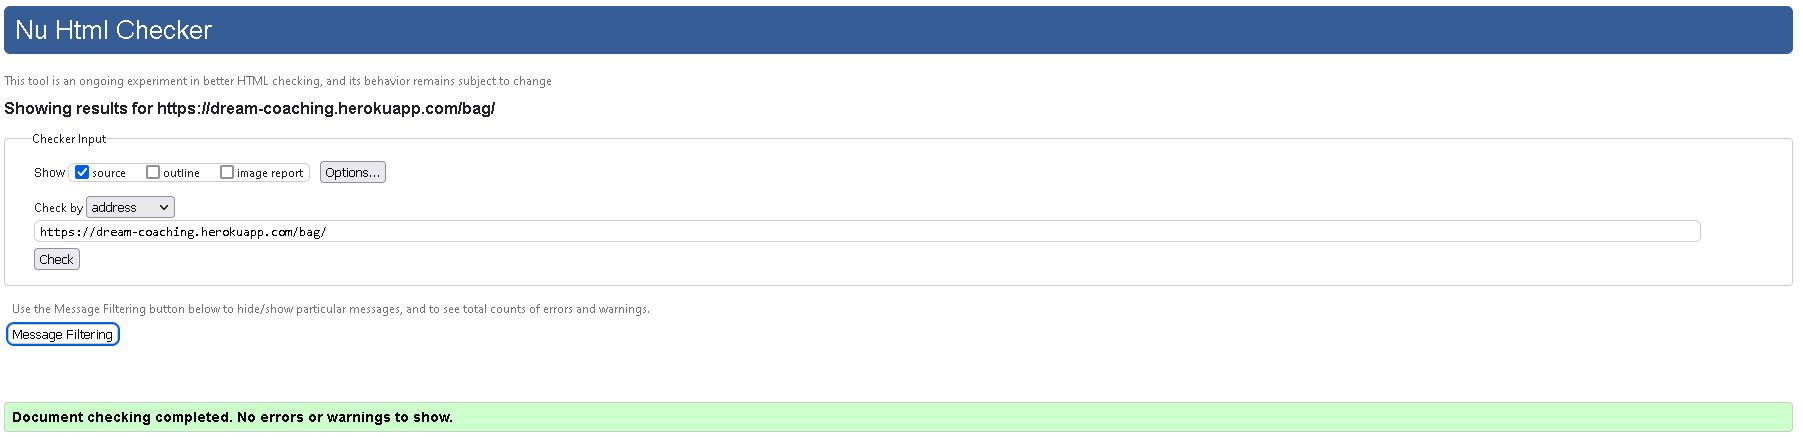 Nu Html Checker
This tool is an ongoing experiment in better HTML checking, and its behavior remains subject to change
Showing results for https://dream-coaching.herokuapp.com/bag/
Checker Input
Show source outline image report Options...
Check by address
https://dream-coaching.herokuapp.com/bag/
Check
Use the Message Filtering button below to hide/show particular messages, and to see total counts of errors and warnings.
Message Filtering
Document checking completed. No errors or warnings to show.